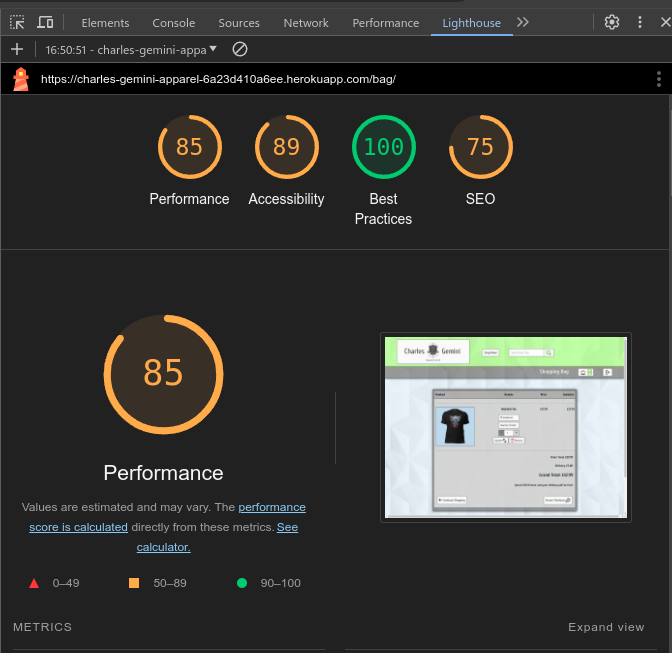 Elements Console Sources Network Performance Lighthouse
16:50:51 - charles-gemini-appa
https://charles-gemini-apparel-6a23d410a6ee.herokuapp.com/bag/
85 89 100 75
Performance Accessibility Best Practices SEO
85
Charles Gemini
Shopping Bag
Performance
Values are estimated and may vary. The performance
score is calculated directly from these metrics. See
calculator.
0–49 50–89 90–100
METRICS Expand view